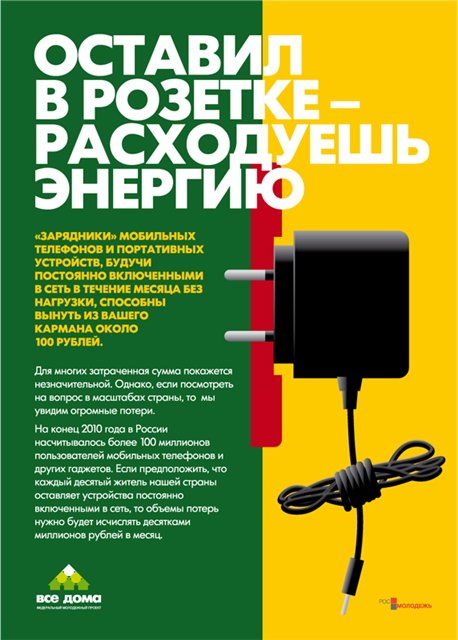 ОСТАВИЛ
В РОЗЕТКЕ –
РАСХОДУЕШЬ
ЭНЕРГИЮ
«ЗАРЯДНИКИ» МОБИЛЬНЫХ
ТЕЛЕФОНОВ И ПОРТАТИВНЫХ
УСТРОЙСТВ, БУДУЧИ
ПОСТОЯННО ВКЛЮЧЕННЫМИ
В СЕТЬ В ТЕЧЕНИЕ МЕСЯЦА БЕЗ
НАГРУЗКИ, СПОСОБНЫ
ВЫНУТЬ ИЗ ВАШЕГО
КАРМАНА ОКОЛО
100 РУБЛЕЙ.
Для многих затраченная сумма покажется
незначительной. Однако, если посмотреть
на вопрос в масштабах страны, то мы
увидим огромные потери.
На конец 2010 года в России
насчитывалось более 100 миллионов
пользователей мобильных телефонов и
других гаджетов. Если предположить, что
каждый десятый житель нашей страны
оставляет устройства постоянно
включенными в сеть, то объемы потерь
нужно будет исчислять десятками
миллионов рублей в месяц.
все дома
ФЕДЕРАЛЬНЫЙ МОЛОДЕЖНЫЙ ПРОЕКТ
РОС
МОЛОДЕЖЬ